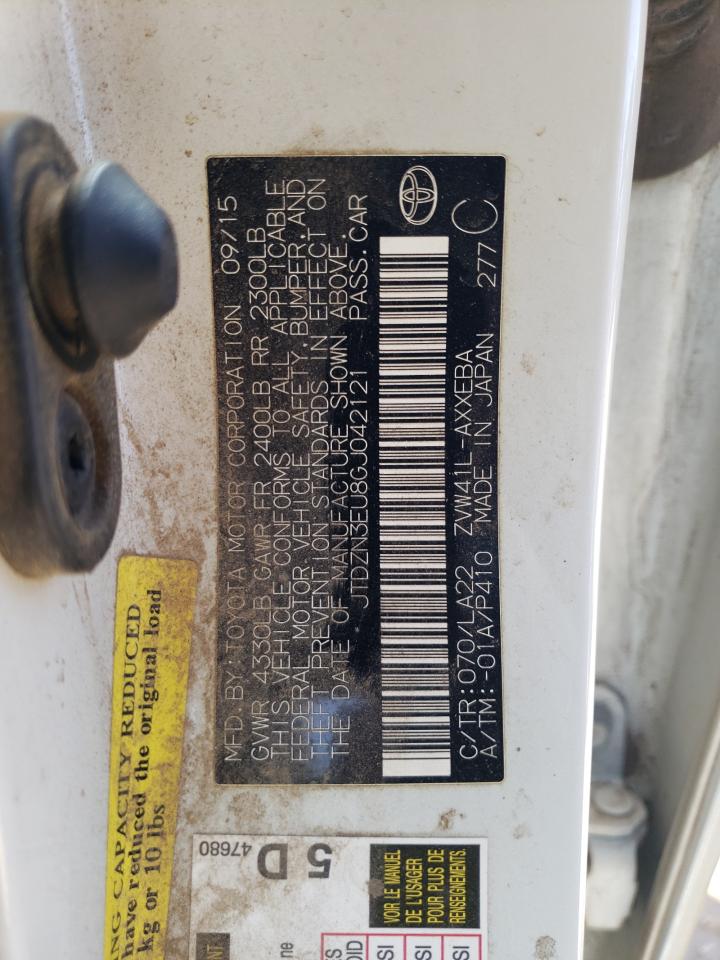 MFD BY: TOYOTA MOTOR CORPORATION 09/15
GVWR 4330LB GAWR FR 2400LB RR 2300LB
THIS VEHICLE CONFORMS TO ALL APPLICABLE
FEDERAL MOTOR VEHICLE SAFETY, BUMPER, AND
THEFT PREVENTION STANDARDS IN EFFECT ON
THE DATE OF MANUFACTURE SHOWN ABOVE.
JTDZN3EU8GJ042121 PASS. CAR
C/TR: 070/LA22 ZVW41L-AXXEBA
A/TM: -01A/P410 MADE IN JAPAN 277 C
CAPACITY REDUCED
have reduced the original load
kg or 10 lbs
47680
5 D
VOIR LE MANUEL
DE L'USAGER
POUR PLUS DE
RENSEIGNEMENTS.
SI
SI
SI